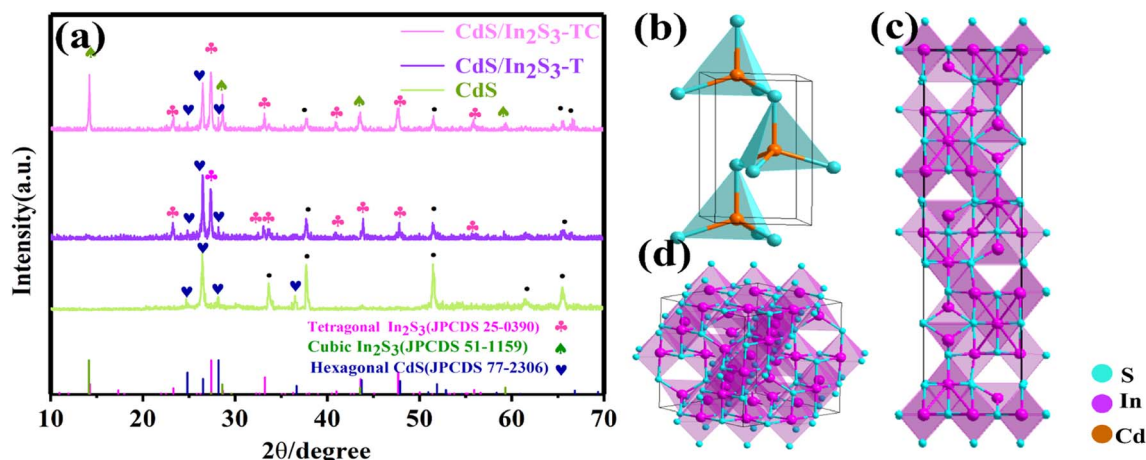 (a)
CdS/In2S3-TC
CdS/In2S3-T
CdS
Intensity(a.u.)
Tetragonal In2S3(JPCDS 25-0390)
Cubic In2S3(JPCDS 51-1159)
Hexagonal CdS(JPCDS 77-2306)
10 20 30 40 50 60 70
2θ/degree
(b)
(c)
(d)
S
In
Cd